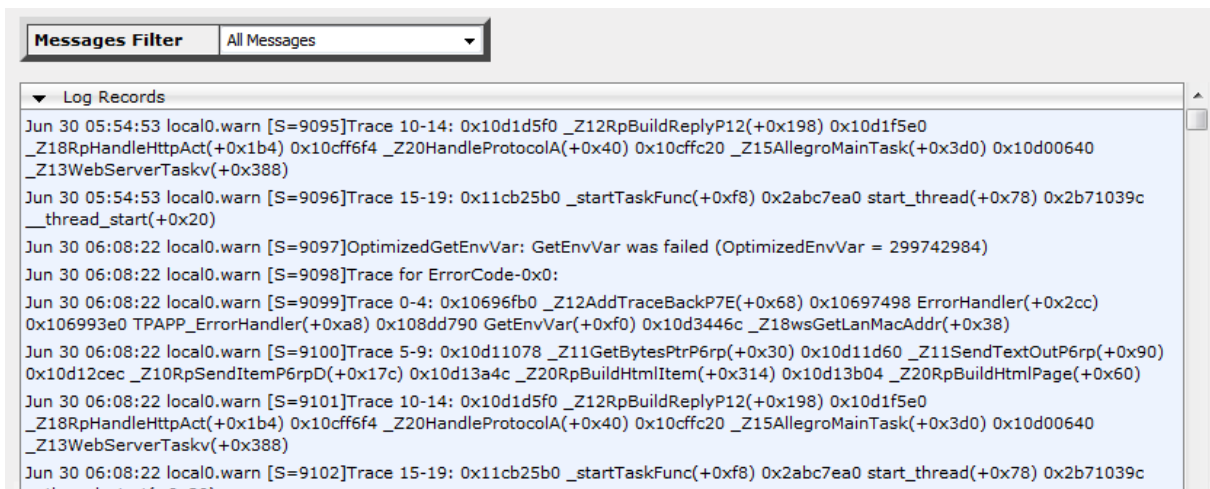 Messages Filter All Messages
Log Records
Jun 30 05:54:53 local0.warn [S=9095]Trace 10-14: 0x10d1d5f0 _Z12RpBuildReplyP12(+0x198) 0x10d1f5e0
_Z18RpHandleHttpAct(+0x1b4) 0x10cff6f4 _Z20HandleProtocolA(+0x40) 0x10cffc20 _Z15AllegroMainTask(+0x3d0) 0x10d00640
_Z13WebServerTaskv(+0x388)
Jun 30 05:54:53 local0.warn [S=9096]Trace 15-19: 0x11cb25b0 _startTaskFunc(+0xf8) 0x2abc7ea0 start_thread(+0x78) 0x2b71039c
__thread_start(+0x20)
Jun 30 06:08:22 local0.warn [S=9097]OptimizedGetEnvVar: GetEnvVar was failed (OptimizedEnvVar = 299742984)
Jun 30 06:08:22 local0.warn [S=9098]Trace for ErrorCode-0x0:
Jun 30 06:08:22 local0.warn [S=9099]Trace 0-4: 0x10696fb0 _Z12AddTraceBackP7E(+0x68) 0x10697498 ErrorHandler(+0x2cc)
0x106993e0 TPAPP_ErrorHandler(+0xa8) 0x108dd790 GetEnvVar(+0xf0) 0x10d3446c _Z18wsGetLanMacAddr(+0x38)
Jun 30 06:08:22 local0.warn [S=9100]Trace 5-9: 0x10d11078 _Z11GetBytesPtrP6rp(+0x30) 0x10d11d60 _Z11SendTextOutP6rp(+0x90)
0x10d12cec _Z10RpSendItemP6rpD(+0x17c) 0x10d13a4c _Z20RpBuildHtmlItem(+0x314) 0x10d13b04 _Z20RpBuildHtmlPage(+0x60)
Jun 30 06:08:22 local0.warn [S=9101]Trace 10-14: 0x10d1d5f0 _Z12RpBuildReplyP12(+0x198) 0x10d1f5e0
_Z18RpHandleHttpAct(+0x1b4) 0x10cff6f4 _Z20HandleProtocolA(+0x40) 0x10cffc20 _Z15AllegroMainTask(+0x3d0) 0x10d00640
_Z13WebServerTaskv(+0x388)
Jun 30 06:08:22 local0.warn [S=9102]Trace 15-19: 0x11cb25b0 _startTaskFunc(+0xf8) 0x2abc7ea0 start_thread(+0x78) 0x2b71039c